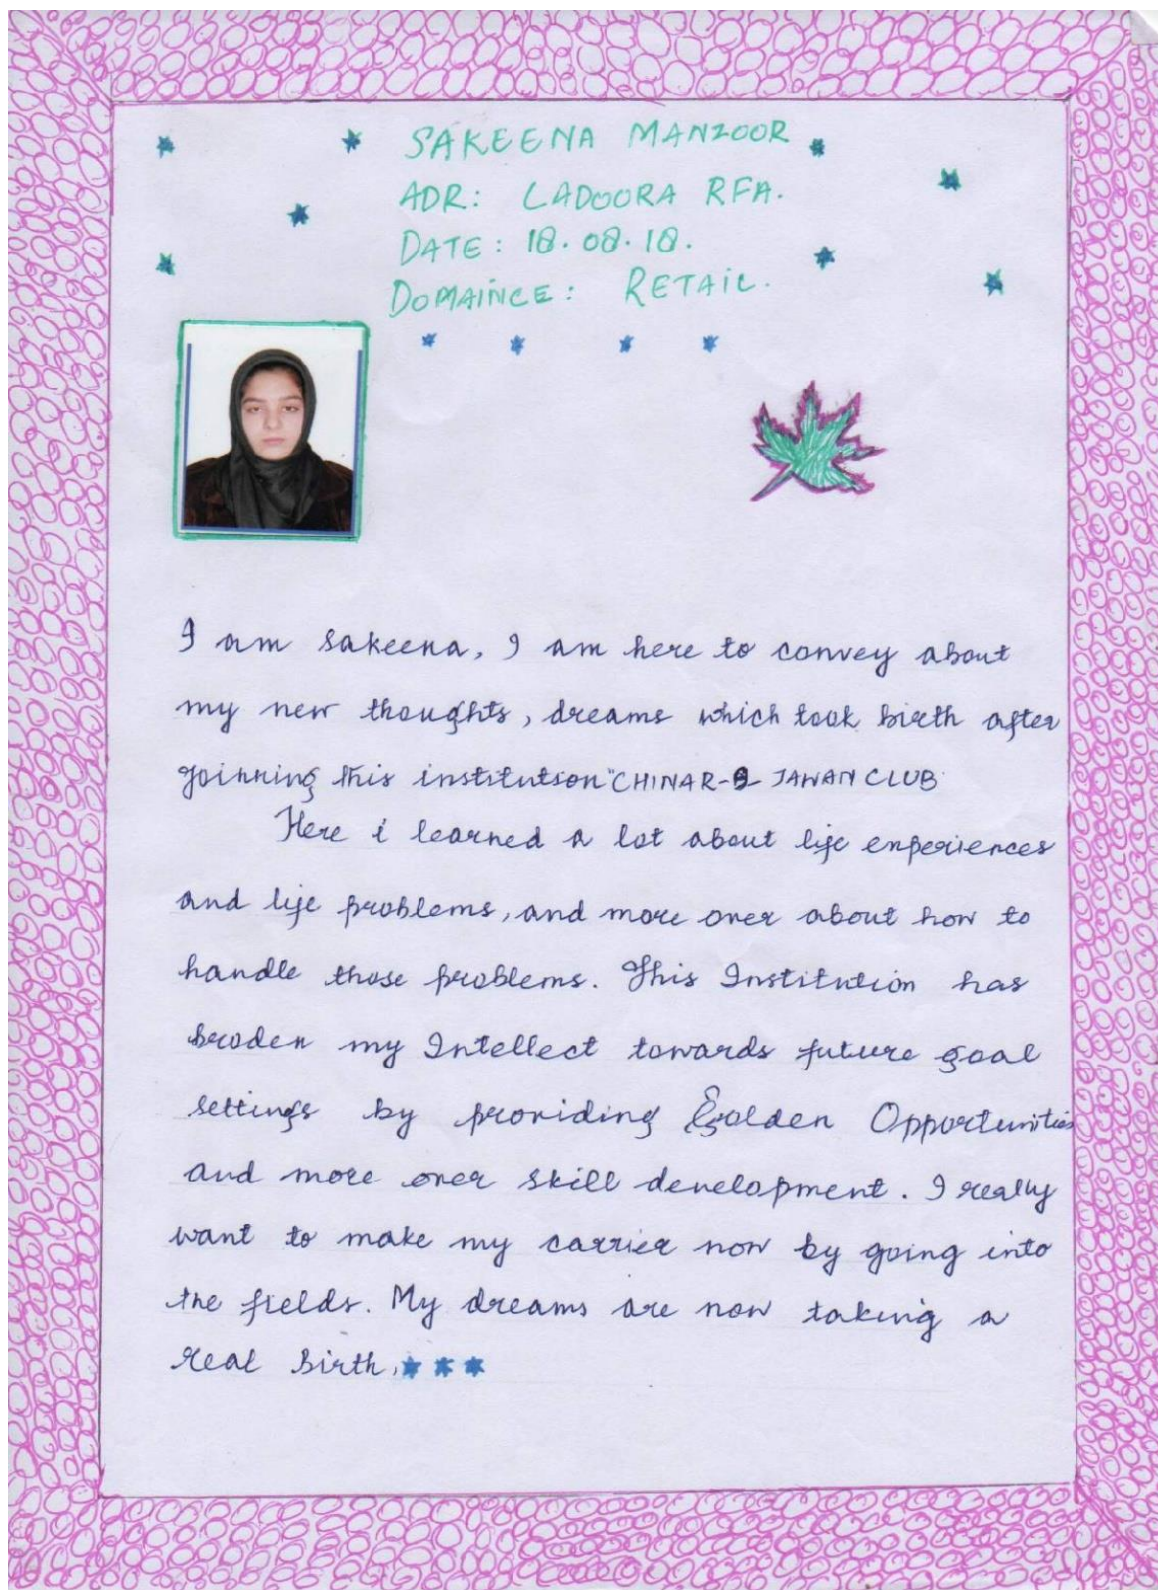 SAKEENA MANZOOR
ADR: LADOORA RFA.
DATE: 18.08.18.
DOMAINCE: RETAIL.
I am Sakeena, I am here to convey about
my new thoughts, dreams which took birth after
joinning this institution "CHINAR-9- JAWAN CLUB
Here i learned a lot about life experiences
and life problems, and more over about how to
handle those problems. This Institution has
broden my Intellect towards future goal
settings by providing Golden Opportunities
and more over skill development. I really
want to make my carrier now by going into
the fields. My dreams are now taking a
real birth.